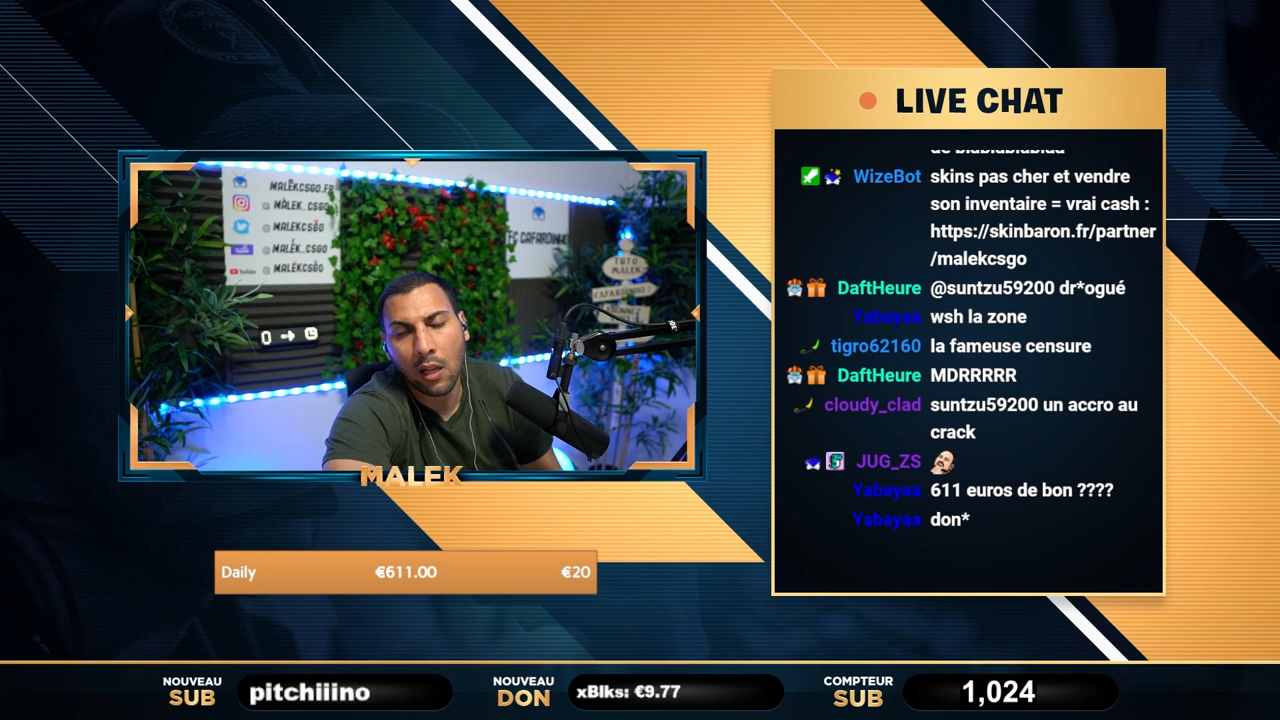 LIVE CHAT
WizeBot skins pas cher et vendre
son inventaire = vrai cash :
https://skinbaron.fr/partner
/malekcsgo
DaftHeure @suntzu59200 dr*ogué
Yabayaa wsh la zone
tigro62160 la fameuse censure
DaftHeure MDRRRRR
cloudy_clad suntzu59200 un accro au
crack
JUG_ZS
Yabayaa 611 euros de bon ????
Yabayaa don*
MALEKCSGO.FR
@ MALEK_CSGO
@ MALEKCSGO
@ MALEK_CSGO
YouTube @ MALEKCSGO
TOTO
MALEK
MALEK
Daily €611.00 €20
NOUVEAU
SUB
pitchiiino
NOUVEAU
DON
xBlks: €9.77
COMPTEUR
SUB
1,024